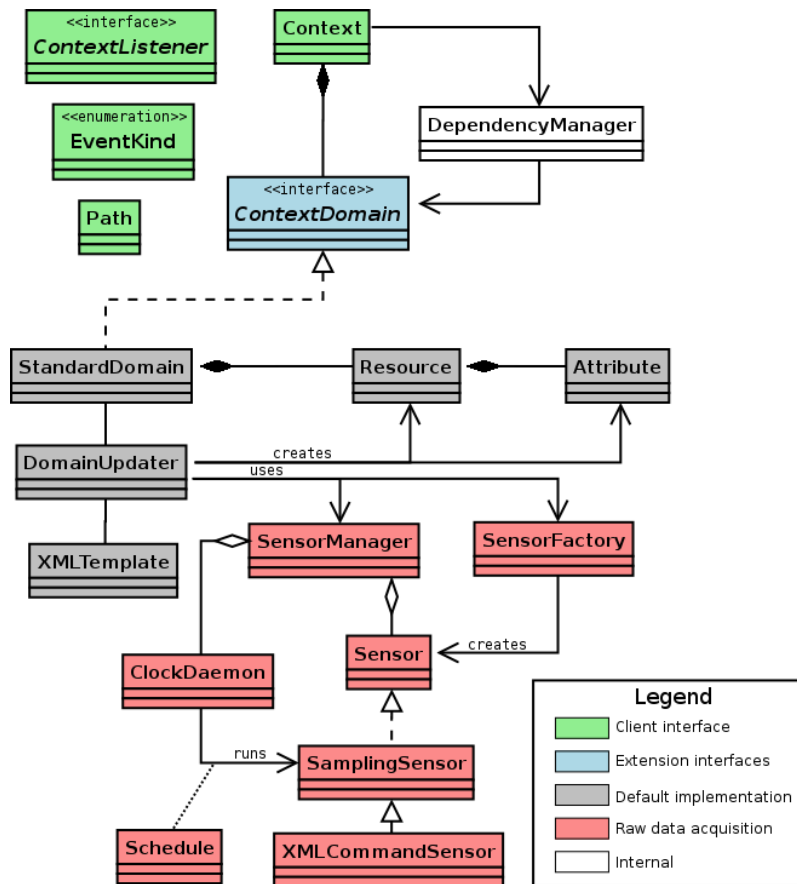 <<interface>>
ContextListener
Context
<<enumeration>>
EventKind
DependencyManager
Path
<<interface>>
ContextDomain
StandardDomain
Resource
Attribute
creates
DomainUpdater
uses
XMLTemplate
SensorManager
SensorFactory
Sensor
creates
ClockDaemon
runs
SamplingSensor
Schedule
XMLCommandSensor
Legend
Client interface
Extension interfaces
Default implementation
Raw data acquisition
Internal